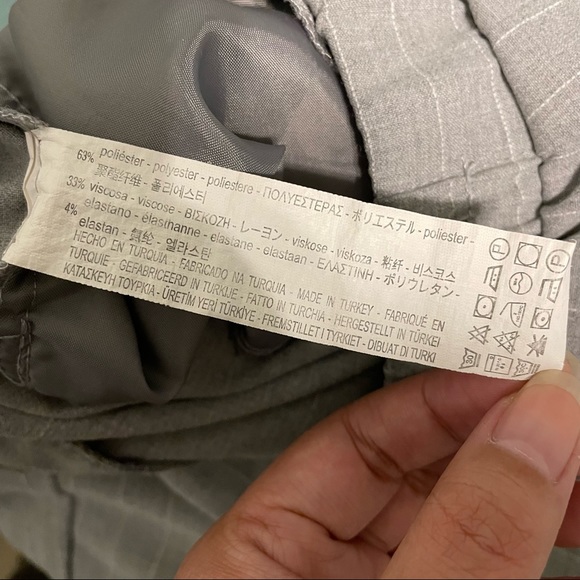 63% poliéster - polyester - poliestere - ΠΟΛΥΕΣΤΕΡΑΣ - ポリエステル - poliester -
聚酯纤维 - 폴리에스터
33% viscosa - viscose - ΒΙΣΚΟΖΗ - レーヨン - viskose - viskoza - 粘纤 - 비스코스
4% elastano - élasthanne - elastane - elastaan - ΕΛΑΣΤΙΝΗ - ポリウレタン -
elastan - 氨纶 - 엘라스틴
HECHO EN TURQUIA - FABRICADO NA TURQUIA - MADE IN TURKEY - FABRIQUÉ EN
TURQUIE - GEFABRICEERD IN TURKIJE - FATTO IN TURCHIA - HERGESTELLT IN TÜRKEI
ΚΑΤΑΣΚΕΥΗ ΤΟΥΡΚΙΑ - ÜRETİM YERİ TÜRKİYE - FREMSTILLET I TYRKIET - DIBUAT DI TURKI